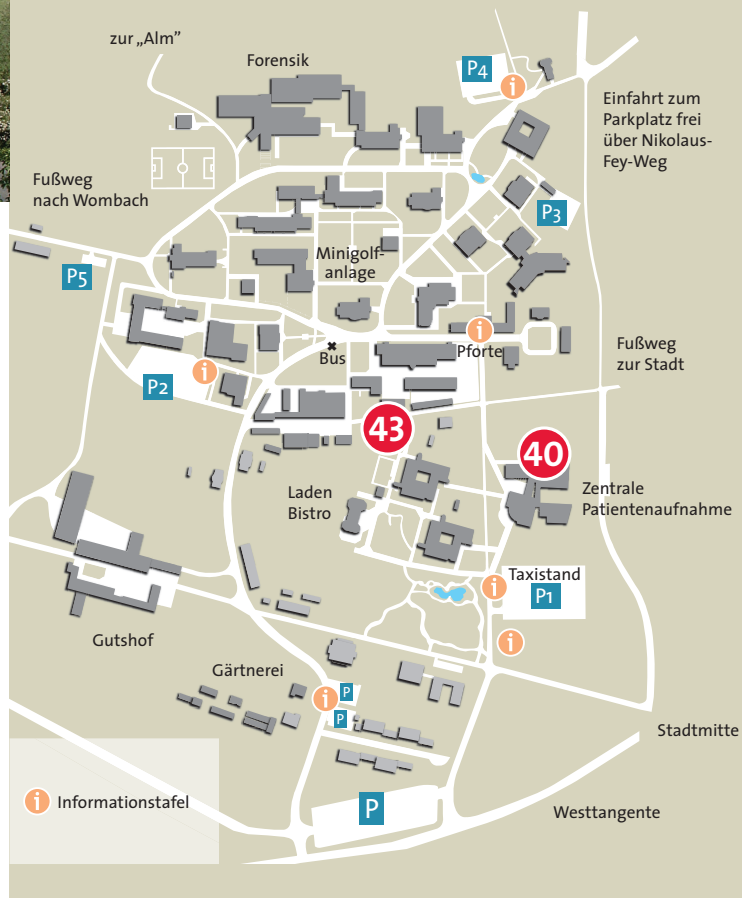 zur „Alm”
Forensik
P4
i
Einfahrt zum
Parkplatz frei
über Nikolaus-
Fey-Weg
Fußweg
nach Wombach
P3
Minigolf-
anlage
P5
i
Pforte
Bus
Fußweg
zur Stadt
i
P2
43
40
Laden
Bistro
Zentrale
Patientenaufnahme
Taxistand
i
P1
Gutshof
i
Gärtnerei
i
P
P
Stadtmitte
i Informationstafel
P
Westtangente